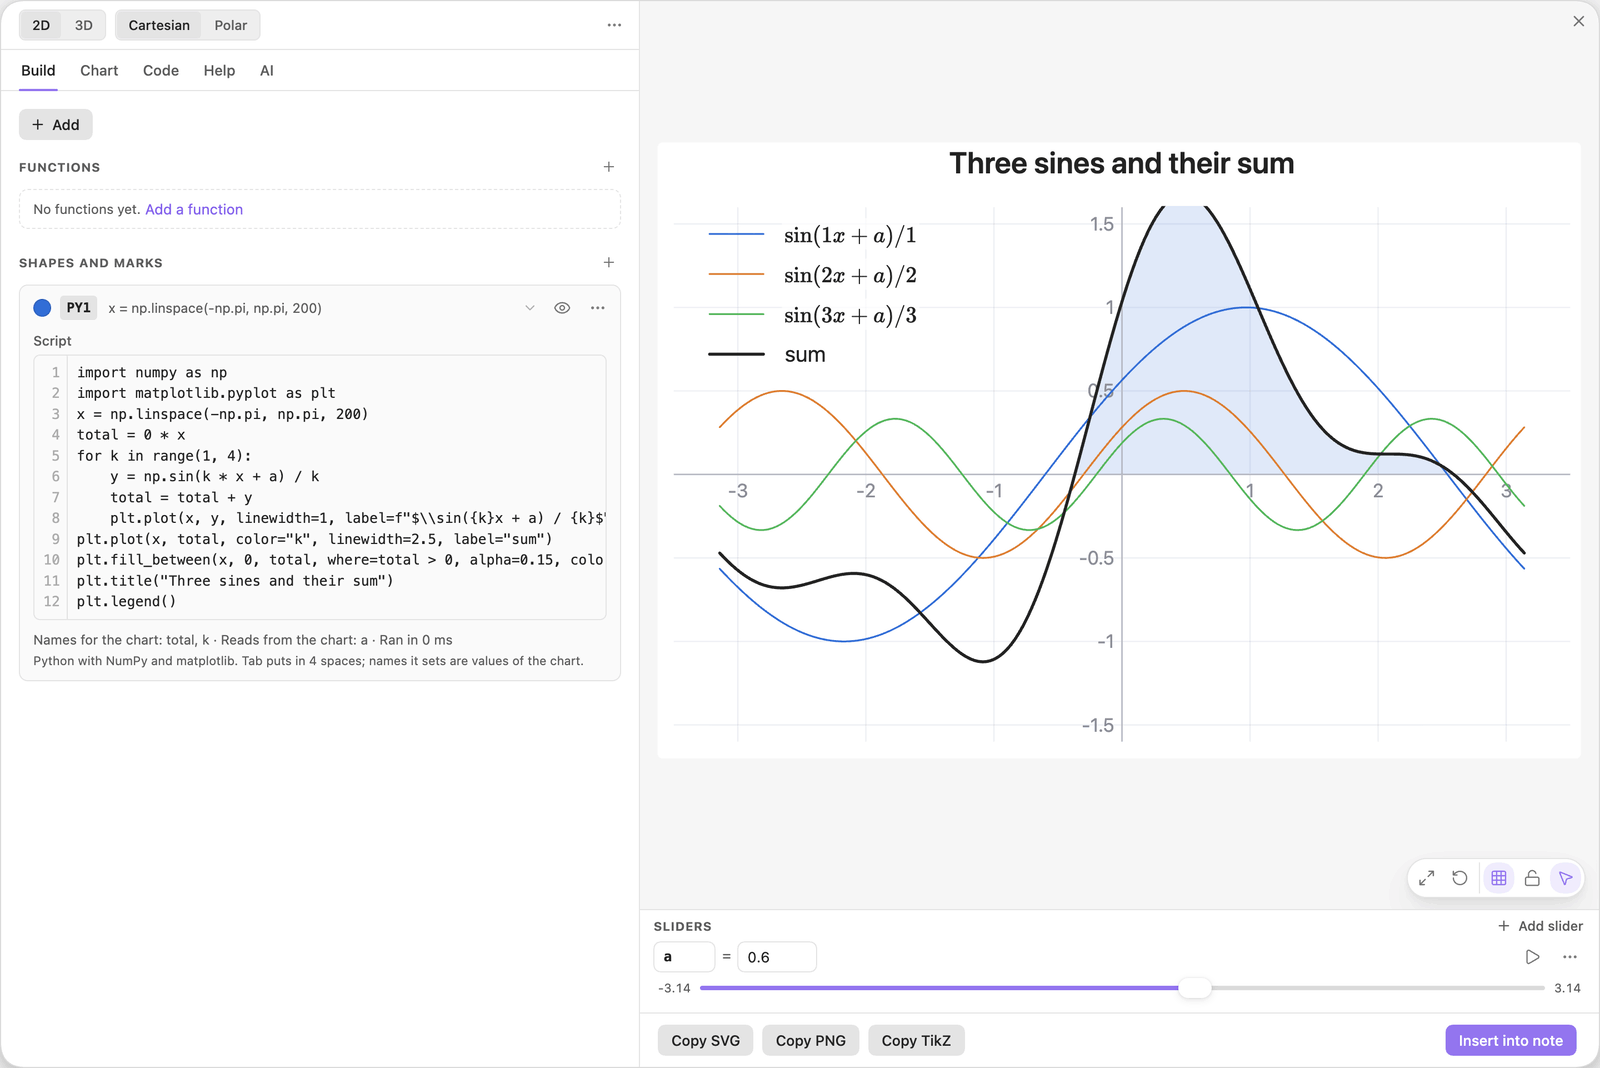 2D 3D Cartesian Polar
Build Chart Code Help AI
+ Add
FUNCTIONS
No functions yet. Add a function
SHAPES AND MARKS
PY1 x = np.linspace(-np.pi, np.pi, 200)
Script
1 import numpy as np
2 import matplotlib.pyplot as plt
3 x = np.linspace(-np.pi, np.pi, 200)
4 total = 0 * x
5 for k in range(1, 4):
6     y = np.sin(k * x + a) / k
7     total = total + y
8     plt.plot(x, y, linewidth=1, label=f"$\\sin({k}x + a) / {k}$"
9 plt.plot(x, total, color="k", linewidth=2.5, label="sum")
10 plt.fill_between(x, 0, total, where=total > 0, alpha=0.15, colo
11 plt.title("Three sines and their sum")
12 plt.legend()
Names for the chart: total, k · Reads from the chart: a · Ran in 0 ms
Python with NumPy and matplotlib. Tab puts in 4 spaces; names it sets are values of the chart.
Three sines and their sum
sin(1x + a)/1
sin(2x + a)/2
sin(3x + a)/3
sum
1.5
1
0.5
-3 -2 -1 1 2 3
-0.5
-1
-1.5
SLIDERS + Add slider
a = 0.6
-3.14 3.14
Copy SVG Copy PNG Copy TikZ Insert into note